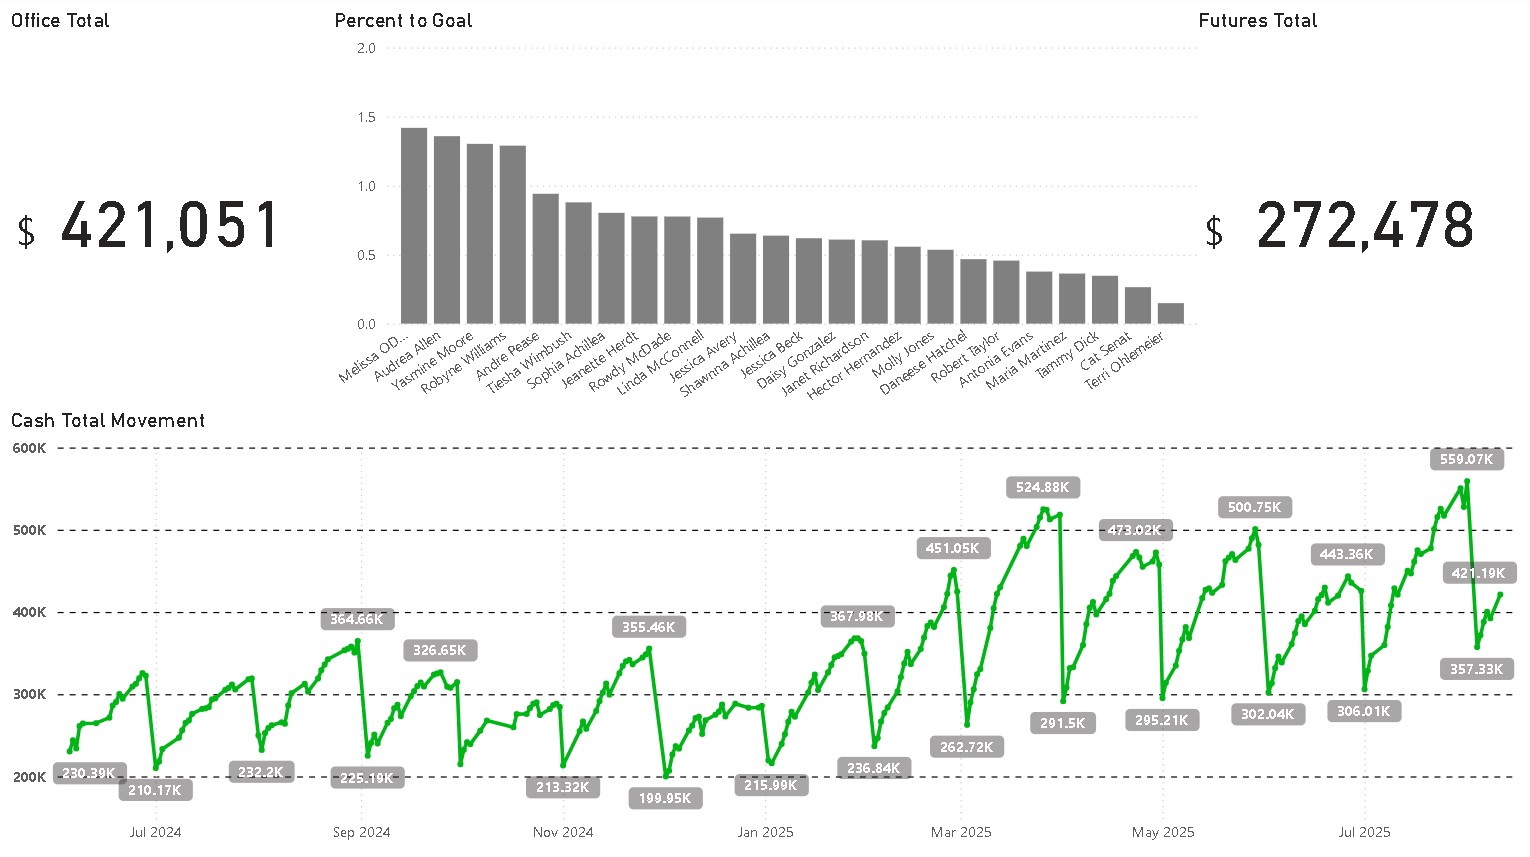 Office Total
Percent to Goal
Futures Total
2.0
1.5
1.0
0.5
0.0
$ 421,051
$ 272,478
Melissa OD...
Audrea Allen
Yasmine Moore
Robyne Williams
Andre Pease
Tiesha Wimbush
Sophia Achillea
Jeanette Herdt
Rowdy McDade
Linda McConnell
Jessica Avery
Shawnna Achillea
Jessica Beck
Daisy Gonzalez
Janet Richardson
Hector Hernandez
Molly Jones
Daneese Hatchel
Robert Taylor
Antonia Evans
Maria Martinez
Tammy Dick
Cat Senat
Terri Ohlemeier
Cash Total Movement
600K
500K
400K
300K
200K
230.39K
210.17K
232.2K
364.66K
225.19K
326.65K
213.32K
355.46K
199.95K
215.99K
367.98K
236.84K
451.05K
262.72K
524.88K
291.5K
473.02K
295.21K
500.75K
302.04K
443.36K
306.01K
559.07K
421.19K
357.33K
Jul 2024
Sep 2024
Nov 2024
Jan 2025
Mar 2025
May 2025
Jul 2025